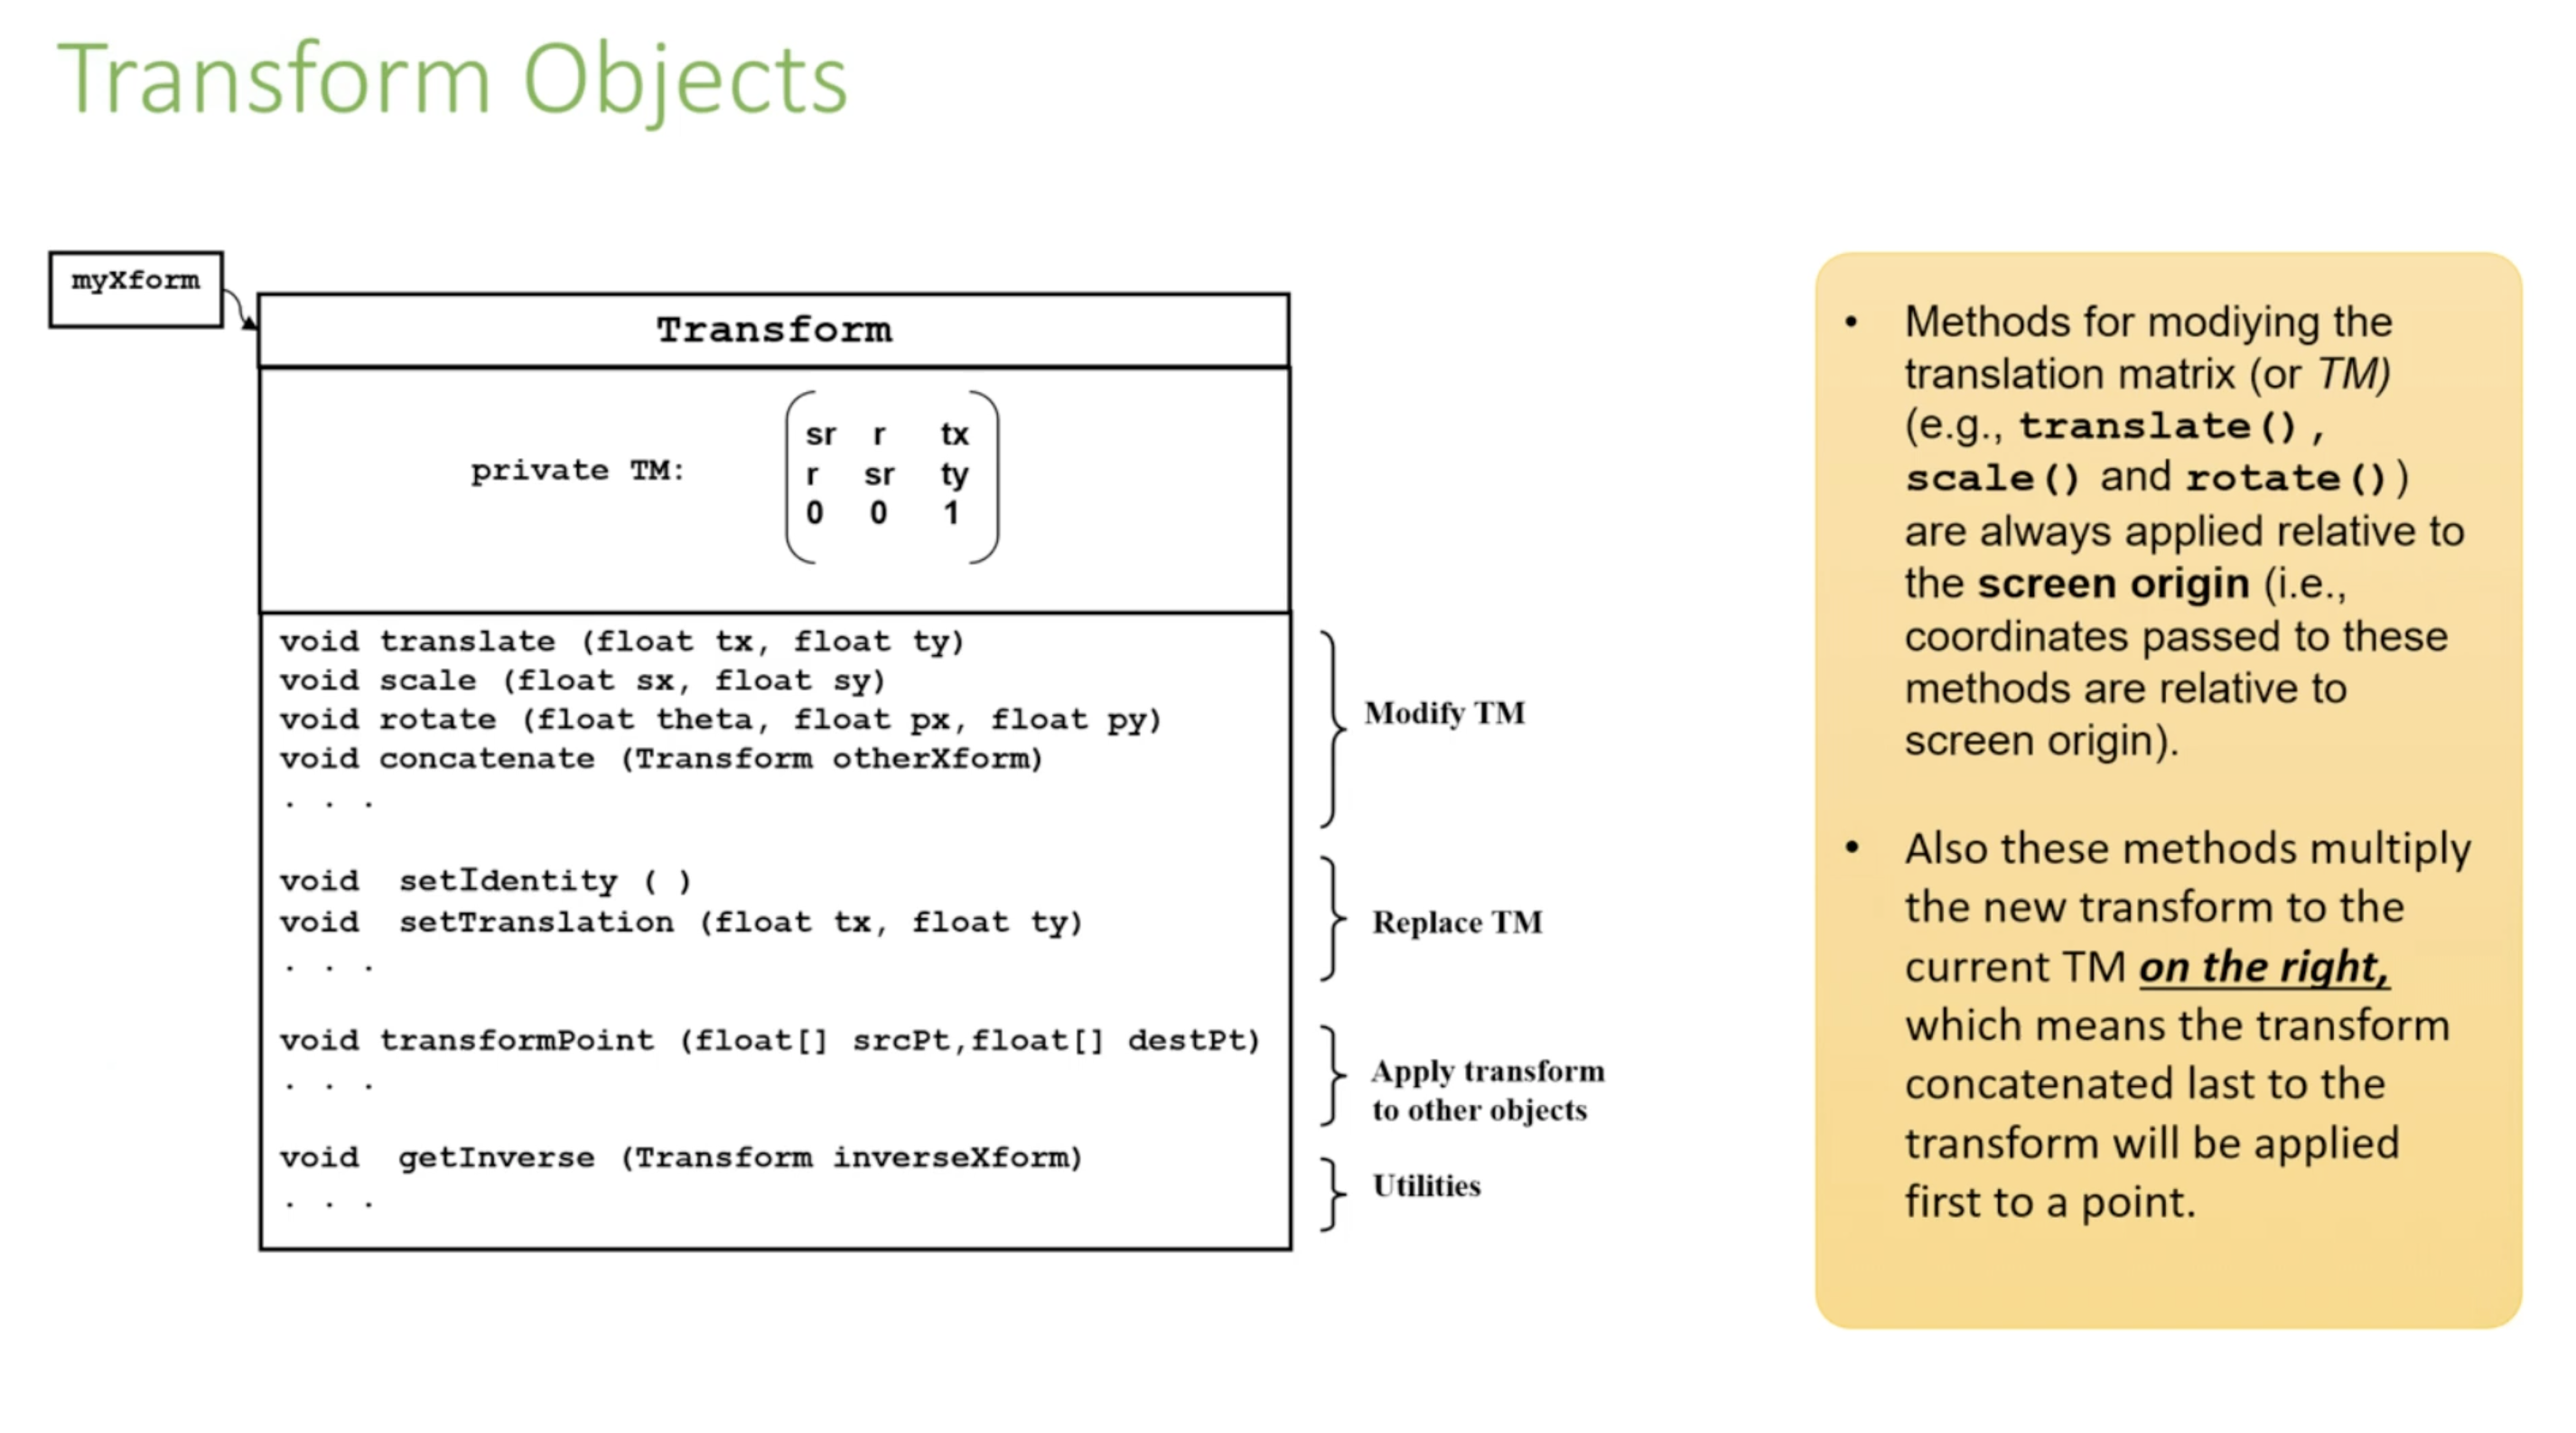 Transform Objects
myXform
Transform
private TM:
sr r tx
r sr ty
0 0 1
void translate (float tx, float ty)
void scale (float sx, float sy)
void rotate (float theta, float px, float py)
void concatenate (Transform otherXform)
. . .
Modify TM
void setIdentity ( )
void setTranslation (float tx, float ty)
. . .
Replace TM
void transformPoint (float[] srcPt,float[] destPt)
. . .
Apply transform
to other objects
void getInverse (Transform inverseXform)
. . .
Utilities
• Methods for modiying the
translation matrix (or TM)
(e.g., translate(),
scale() and rotate())
are always applied relative to
the screen origin (i.e.,
coordinates passed to these
methods are relative to
screen origin).
• Also these methods multiply
the new transform to the
current TM on the right,
which means the transform
concatenated last to the
transform will be applied
first to a point.